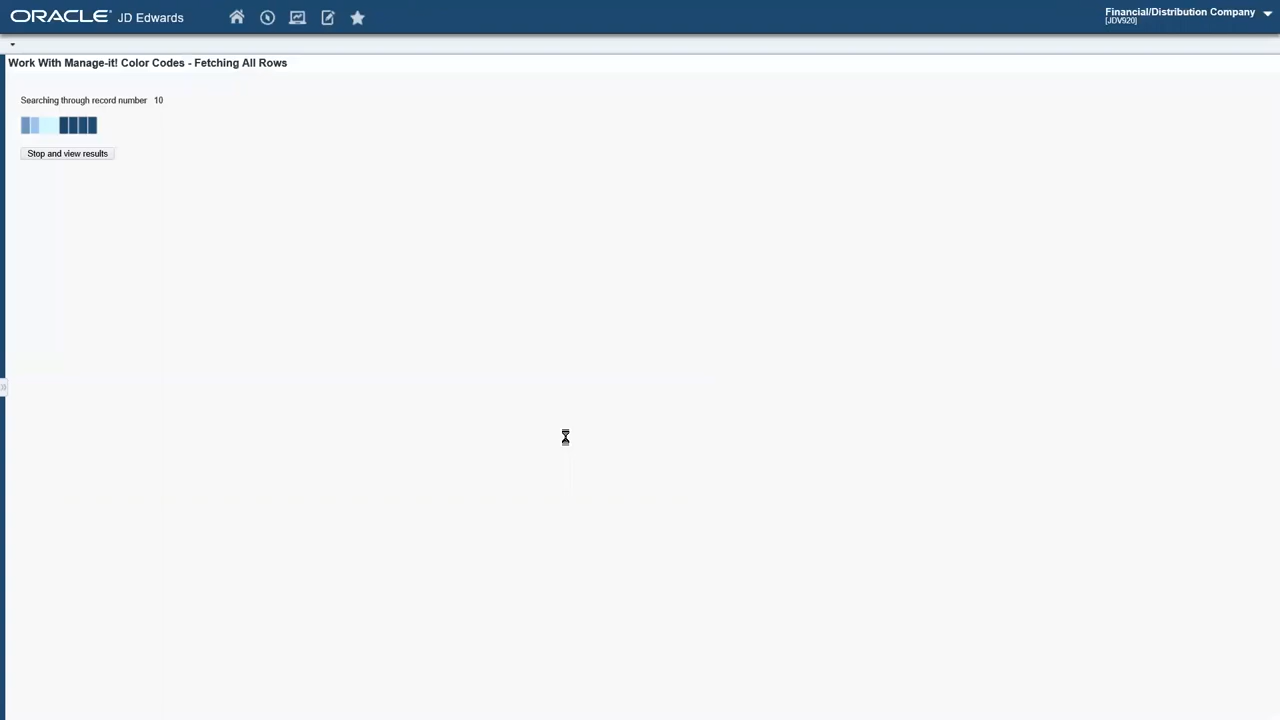 ORACLE JD Edwards
Financial/Distribution Company
[JDV920]
Work With Manage-it! Color Codes - Fetching All Rows
Searching through record number 10
Stop and view results